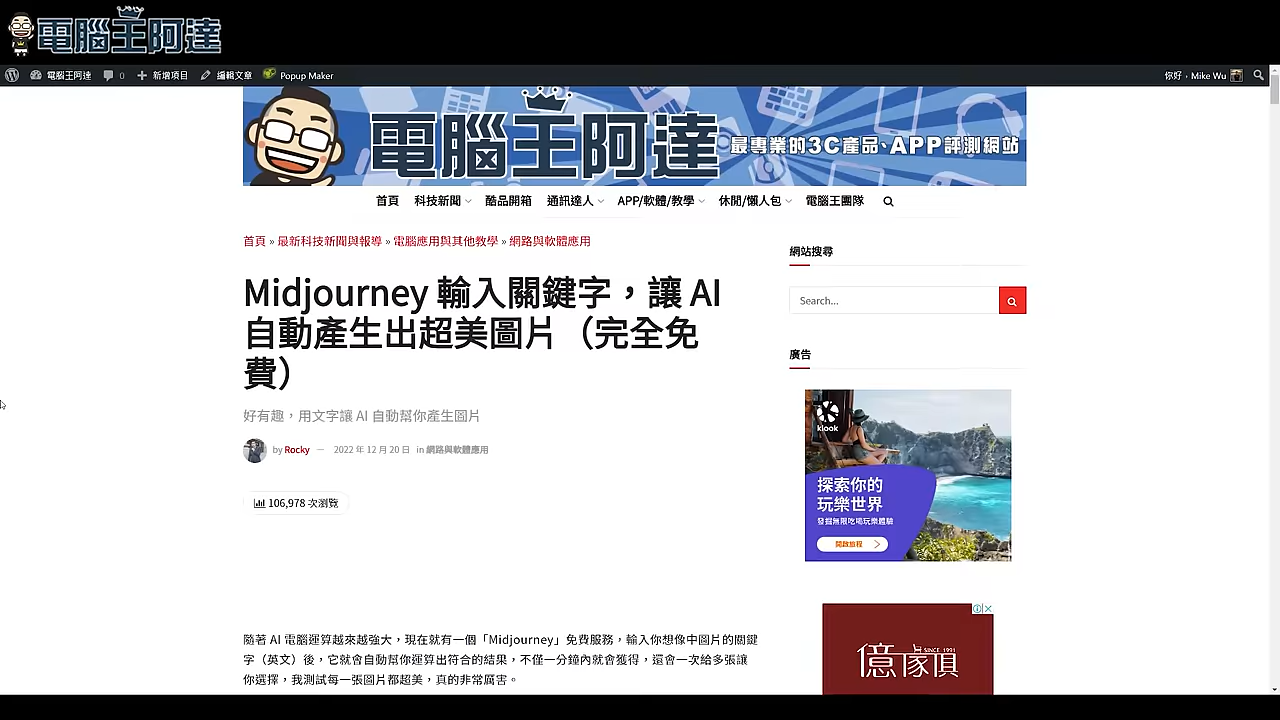 電腦王阿達
電腦王阿達 0 新增項目 編輯文章 Popup Maker 你好,Mike Wu
電腦王阿達 最專業的3C產品、APP評測網站
首頁 科技新聞 酷品開箱 通訊達人 APP/軟體/教學 休閒/懶人包 電腦王團隊
首頁 » 最新科技新聞與報導 » 電腦應用與其他教學 » 網路與軟體應用
Midjourney 輸入關鍵字,讓 AI
自動產生出超美圖片(完全免
費)
好有趣,用文字讓 AI 自動幫你產生圖片
by Rocky — 2022 年 12 月 20 日 in 網路與軟體應用
106,978 次瀏覽
隨著 AI 電腦運算越來越強大,現在就有一個「Midjourney」免費服務,輸入你想像中圖片的關鍵
字(英文)後,它就會自動幫你運算出符合的結果,不僅一分鐘內就會獲得,還會一次給多張讓
你選擇,我測試每一張圖片都超美,真的非常厲害。
網站搜尋
Search...
廣告
klook
探索你的
玩樂世界
發掘無限吃喝玩樂體驗
開啟旅程
SINCE 1991
億家俱